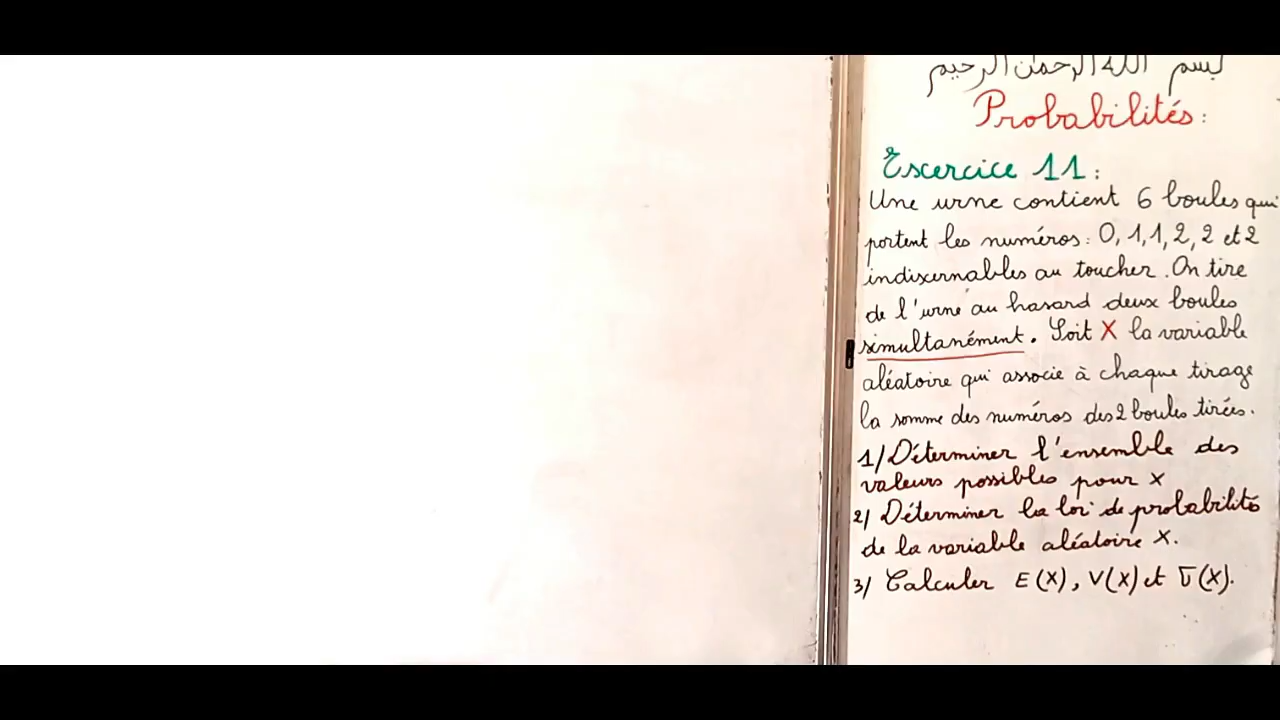 بسم الله الرحمان الرحيم
Probabilités:
Exercice 11:
Une urne contient 6 boules qui
portent les numéros: 0, 1, 1, 2, 2 et 2
indixernables au toucher. On tire
de l'urne au hasard deux boules
simultanément. Soit X la variable
aléatoire qui associe à chaque tirage
la somme des numéros des 2 boules tirées.
1/ Déterminer l'ensemble des
valeurs possibles pour X
2/ Déterminer la loi de probabilité
de la variable aléatoire X.
3/ Calculer E(X), V(X) et σ(X).